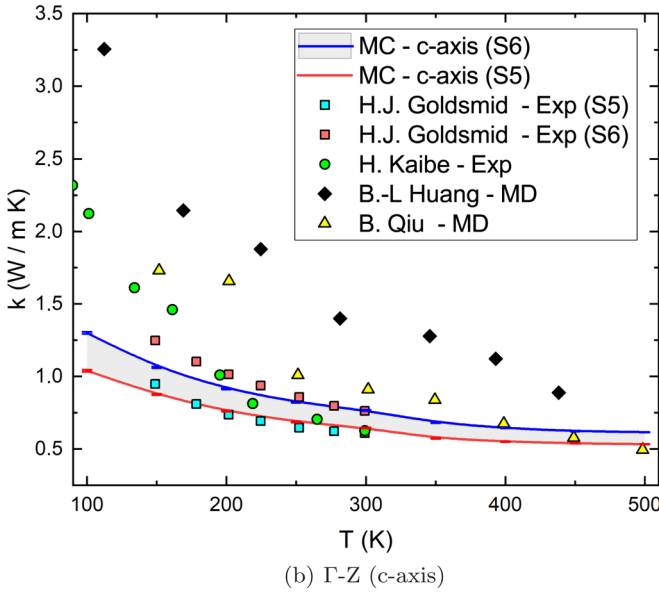 3.5
3.0
2.5
2.0
1.5
1.0
0.5
k (W / m K)
MC - c-axis (S6)
MC - c-axis (S5)
H.J. Goldsmid - Exp (S5)
H.J. Goldsmid - Exp (S6)
H. Kaibe - Exp
B.-L Huang - MD
B. Qiu - MD
100 200 300 400 500
T (K)
(b) Γ-Z (c-axis)